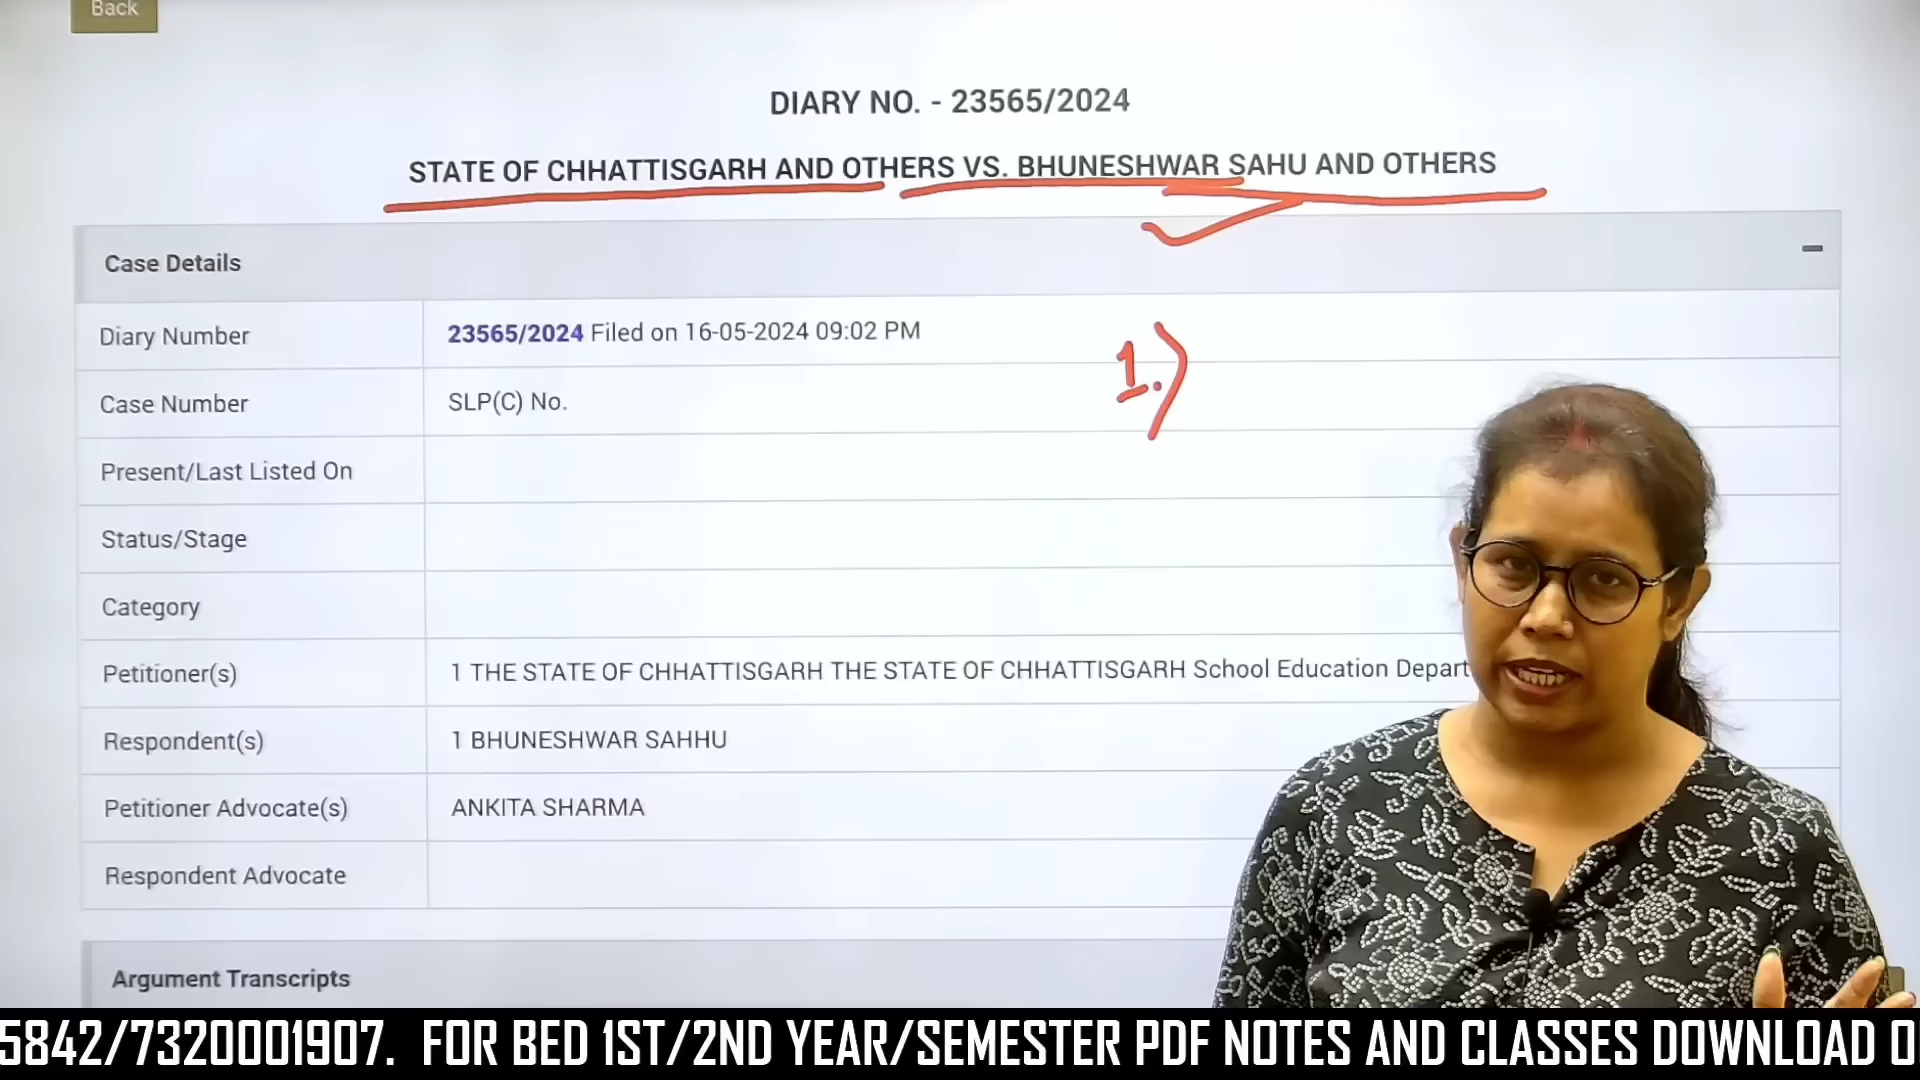 Back
DIARY NO. - 23565/2024
STATE OF CHHATTISGARH AND OTHERS VS. BHUNESHWAR SAHU AND OTHERS
Case Details
Diary Number 23565/2024 Filed on 16-05-2024 09:02 PM
1.)
Case Number SLP(C) No.
Present/Last Listed On
Status/Stage
Category
Petitioner(s) 1 THE STATE OF CHHATTISGARH THE STATE OF CHHATTISGARH School Education Depart
Respondent(s) 1 BHUNESHWAR SAHHU
Petitioner Advocate(s) ANKITA SHARMA
Respondent Advocate
Argument Transcripts
5842/7320001907. FOR BED 1ST/2ND YEAR/SEMESTER PDF NOTES AND CLASSES DOWNLOAD O